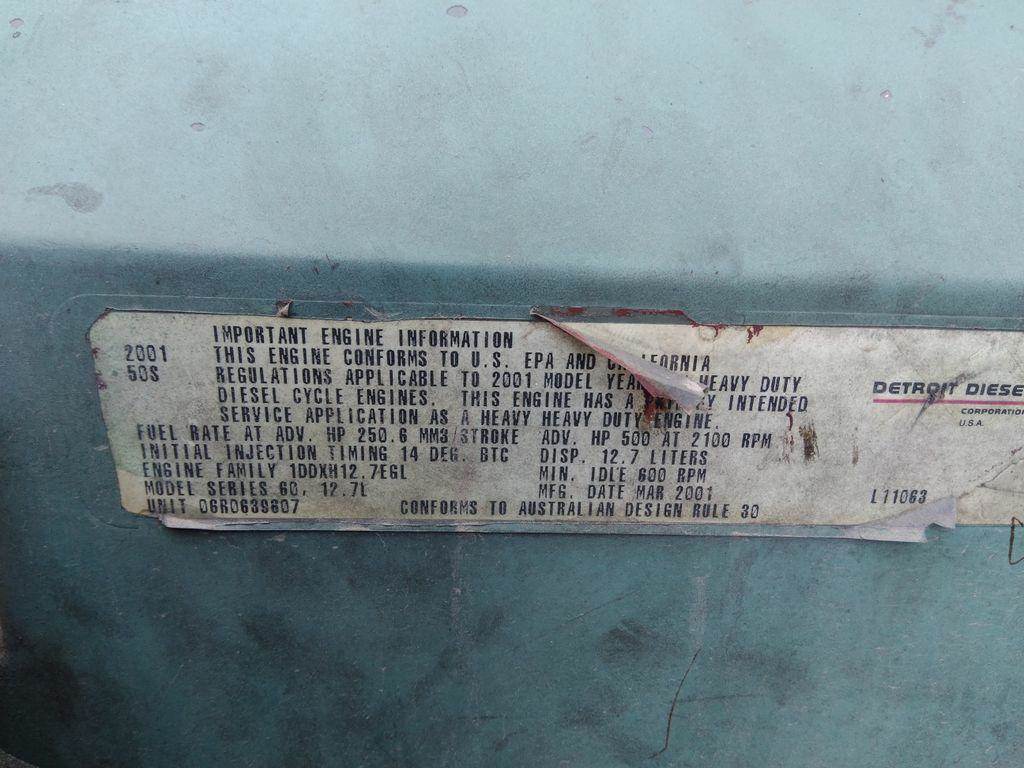 IMPORTANT ENGINE INFORMATION
2001 THIS ENGINE CONFORMS TO U.S. EPA AND CALIFORNIA
50S REGULATIONS APPLICABLE TO 2001 MODEL YEAR HEAVY DUTY
DIESEL CYCLE ENGINES. THIS ENGINE HAS A INTENDED
SERVICE APPLICATION AS A HEAVY HEAVY DUTY ENGINE.
FUEL RATE AT ADV. HP 250.6 MM3/STROKE ADV. HP 500 AT 2100 RPM
INITIAL INJECTION TIMING 14 DEG. BTC DISP. 12.7 LITERS
ENGINE FAMILY 1DDXH12.7EGL MIN. IDLE 600 RPM
MODEL SERIES 60, 12.7L MFG. DATE MAR 2001
UNIT 06R0639607 CONFORMS TO AUSTRALIAN DESIGN RULE 30
DETROIT DIESE
CORPORATION
U.S.A.
L11063